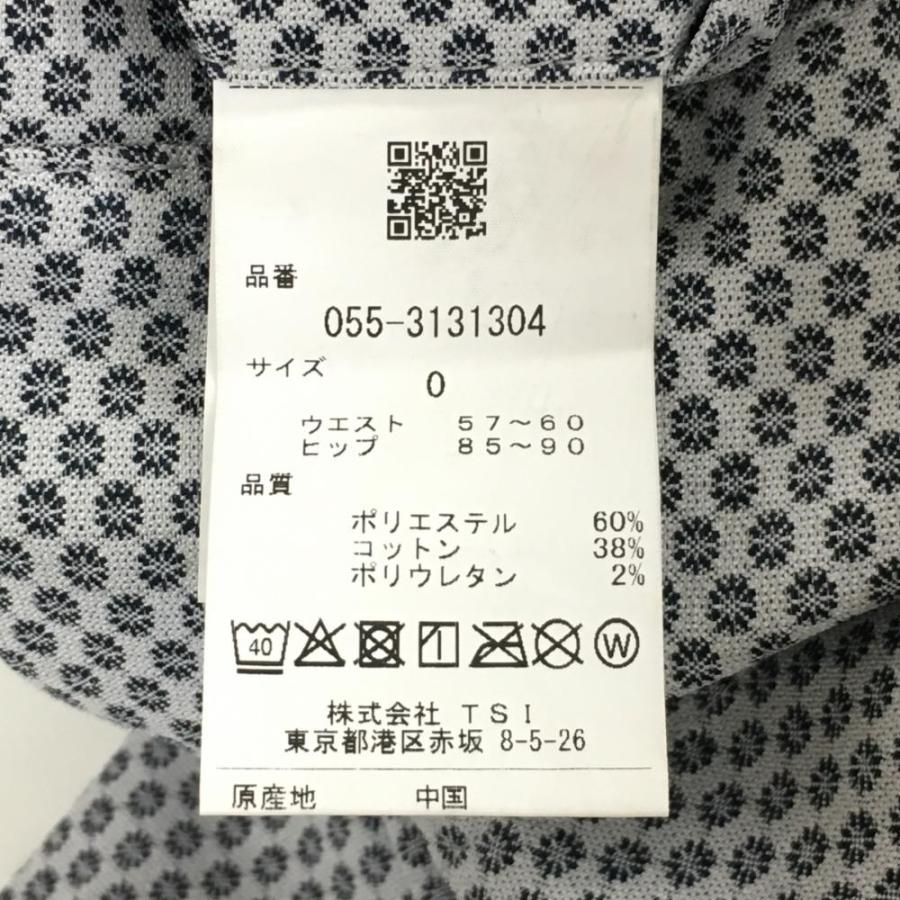 品番
055-3131304
サイズ
0
ウエスト 57～60
ヒップ 85～90
品質
ポリエステル 60%
コットン 38%
ポリウレタン 2%
40 W
株式会社 TSI
東京都港区赤坂 8-5-26
原産地 中国